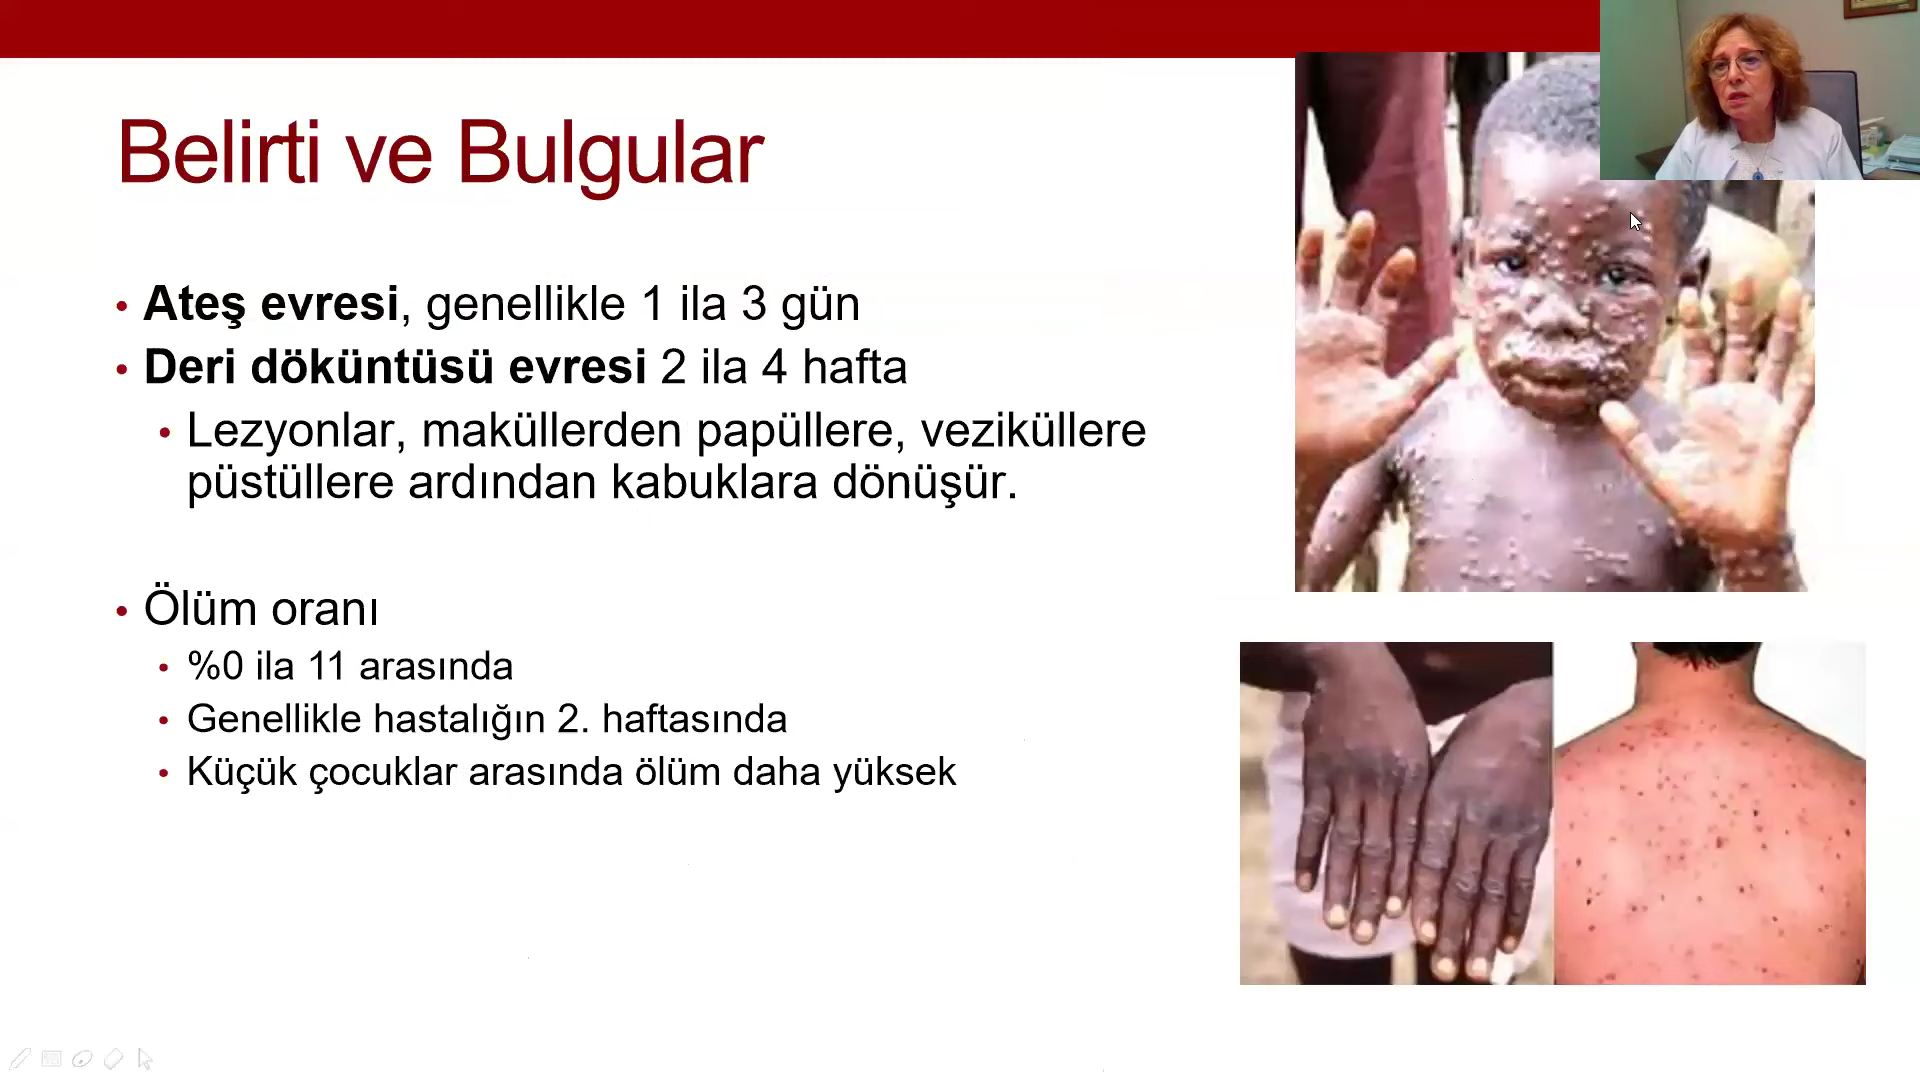 Belirti ve Bulgular
• Ateş evresi, genellikle 1 ila 3 gün
• Deri döküntüsü evresi 2 ila 4 hafta
• Lezyonlar, maküllerden papüllere, veziküllere
püstüllere ardından kabuklara dönüşür.
• Ölüm oranı
• %0 ila 11 arasında
• Genellikle hastalığın 2. haftasında
• Küçük çocuklar arasında ölüm daha yüksek